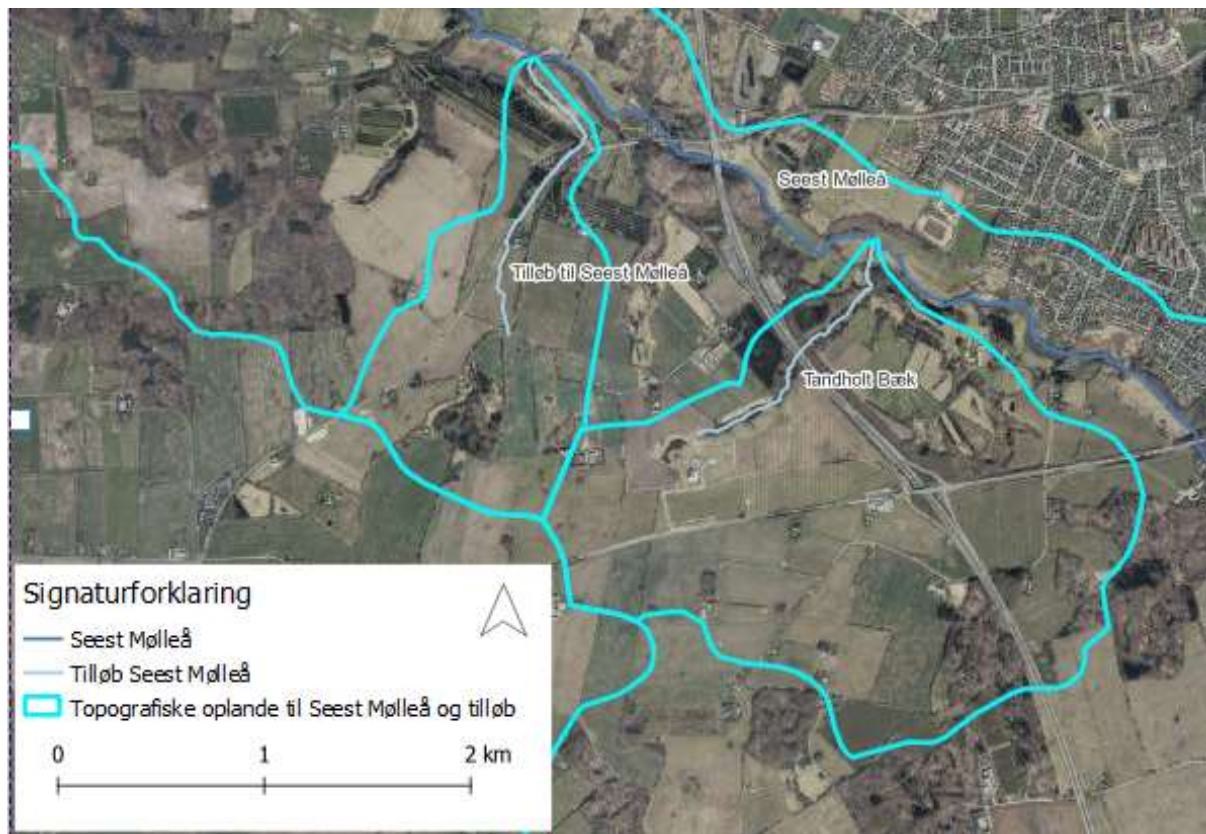 Seest Mølleå
Tilløb til Seest Mølleå
Tandholt Bæk
Signaturforklaring
Seest Mølleå
Tilløb Seest Mølleå
Topografiske oplande til Seest Mølleå og tilløb
0 1 2 km